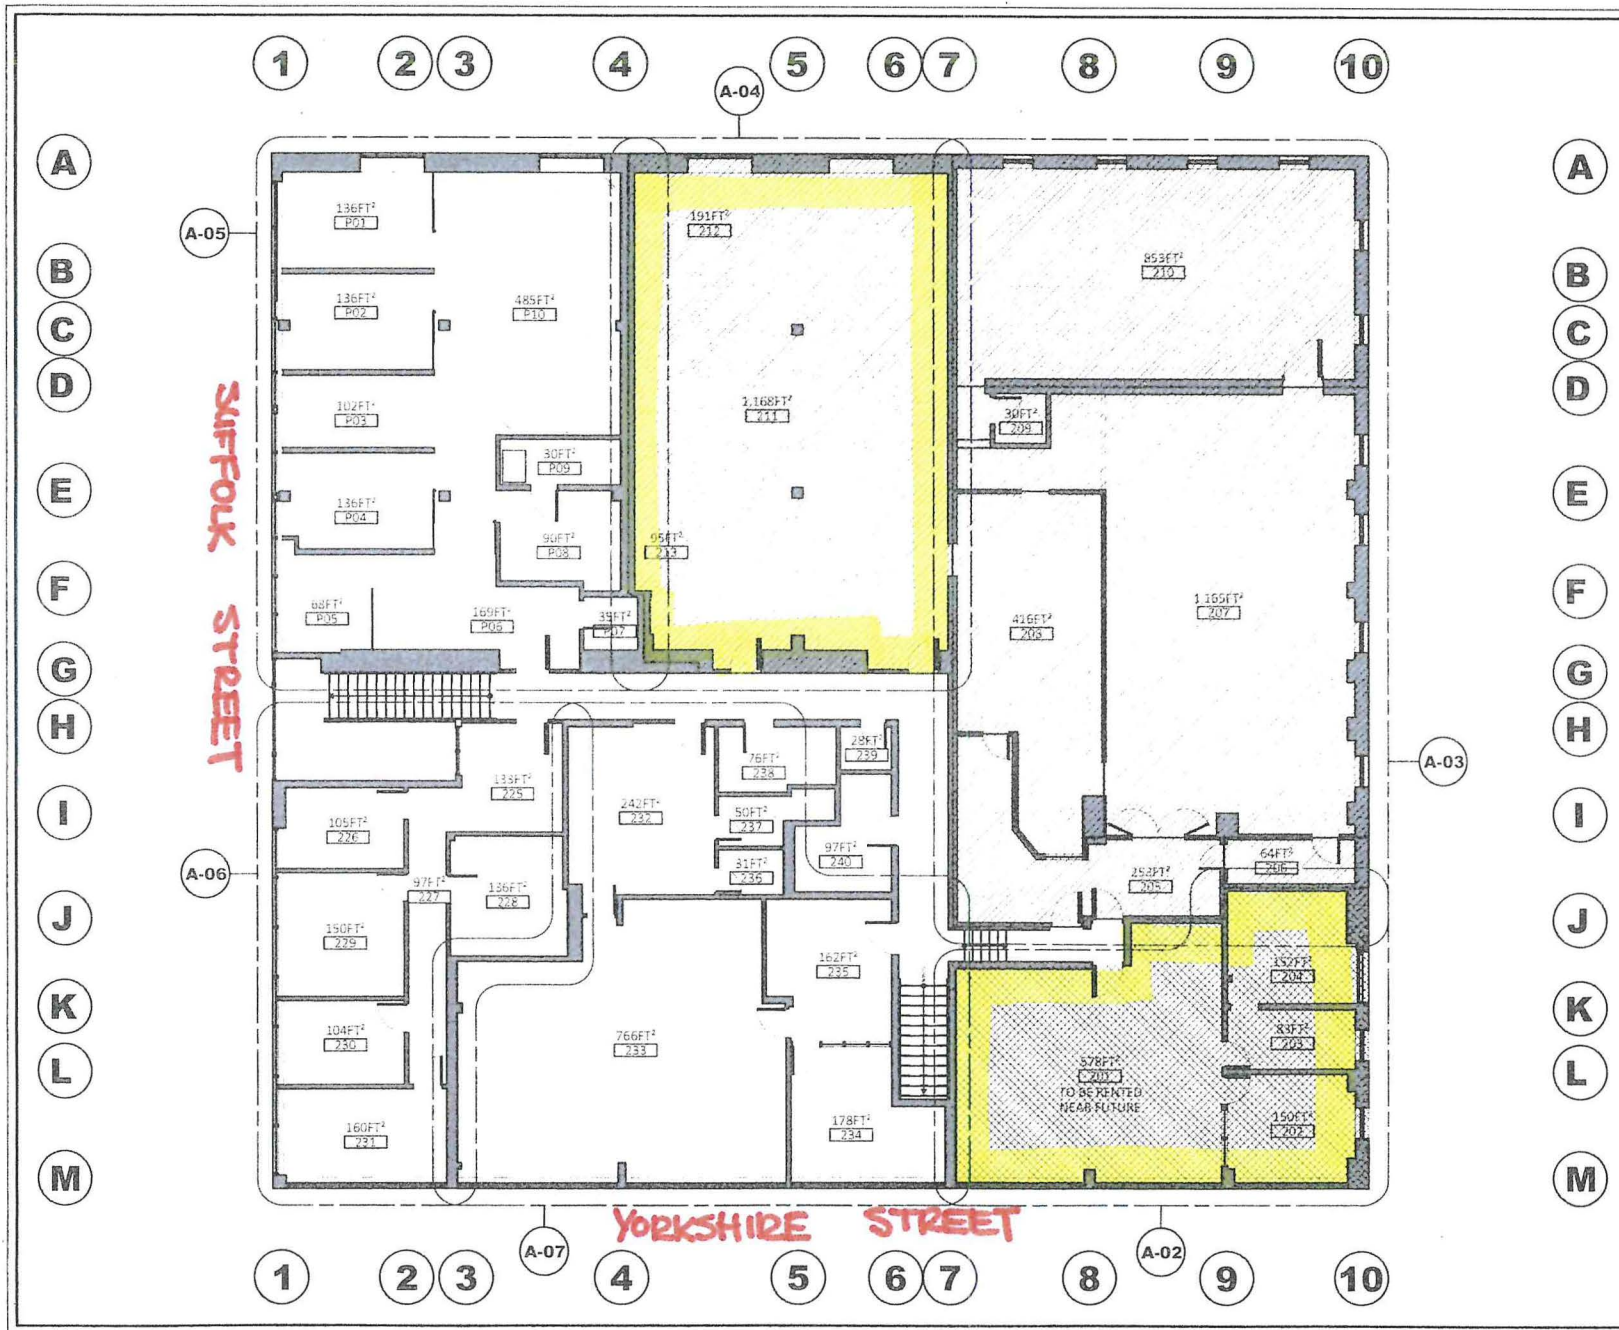 1 2 3 4 5 6 7 8 9 10
A-04
A A
136FT²
P01
191FT²
212
A-05
B B
853FT²
210
136FT²
P02
485FT²
P10
C C
D D
102FT²
P03
1,168FT²
211
30FT²
209
SUFFOLK STREET
30FT²
P09
E E
136FT²
P04
90FT²
P08
95FT²
213
F F
68FT²
P05
169FT²
P06
P07
416FT²
1,165FT²
207
G G
H H
28FT²
239
76FT²
238
A-03
133FT²
225
242FT²
232
50FT²
237
I I
105FT²
226
97FT²
240
64FT²
206
A-06
31FT²
236
97FT²
227
136FT²
228
205
J J
150FT²
229
162FT²
235
204
K K
104FT²
230
766FT²
233
83FT²
203
L L
578FT²
201
TO BE RENTED
NEAR FUTURE
160FT²
231
178FT²
234
150FT²
202
M M
YORKSHIRE STREET
A-07
A-02
1 2 3 4 5 6 7 8 9 10